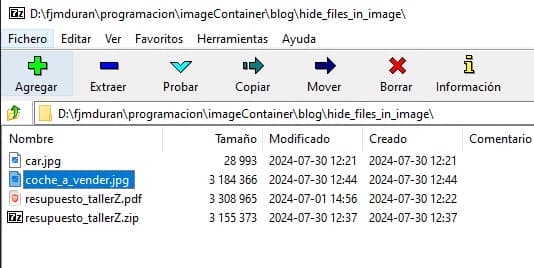 D:\fjmduran\programacion\imageContainer\blog\hide_files_in_image\
Fichero Editar Ver Favoritos Herramientas Ayuda
Agregar Extraer Probar Copiar Mover Borrar Información
D:\fjmduran\programacion\imageContainer\blog\hide_files_in_image\
Nombre Tamaño Modificado Creado Comentario
car.jpg 28 993 2024-07-30 12:21 2024-07-30 12:21
coche_a_vender.jpg 3 184 366 2024-07-30 12:44 2024-07-30 12:44
resupuesto_tallerZ.pdf 3 308 965 2024-07-01 14:56 2024-07-30 12:22
7z resupuesto_tallerZ.zip 3 155 373 2024-07-30 12:37 2024-07-30 12:37